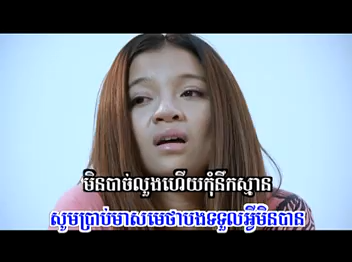 មិនបាច់លួងហើយកុំនឹកស្មាន
សូមប្រាប់មាសមេថាបងទទួលអ្វីមិនបាន